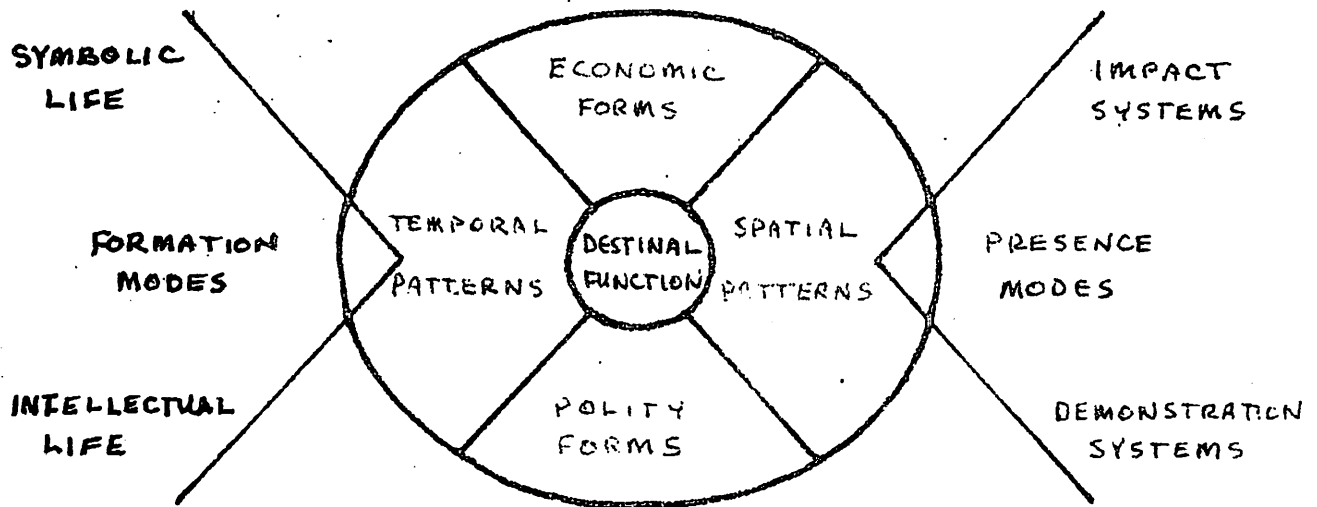 SYMBOLIC
LIFE
ECONOMIC
FORMS
IMPACT
SYSTEMS
FORMATION
MODES
TEMPORAL
PATTERNS
DESTINAL
FUNCTION
SPATIAL
PATTERNS
PRESENCE
MODES
INTELLECTUAL
LIFE
POLITY
FORMS
DEMONSTRATION
SYSTEMS